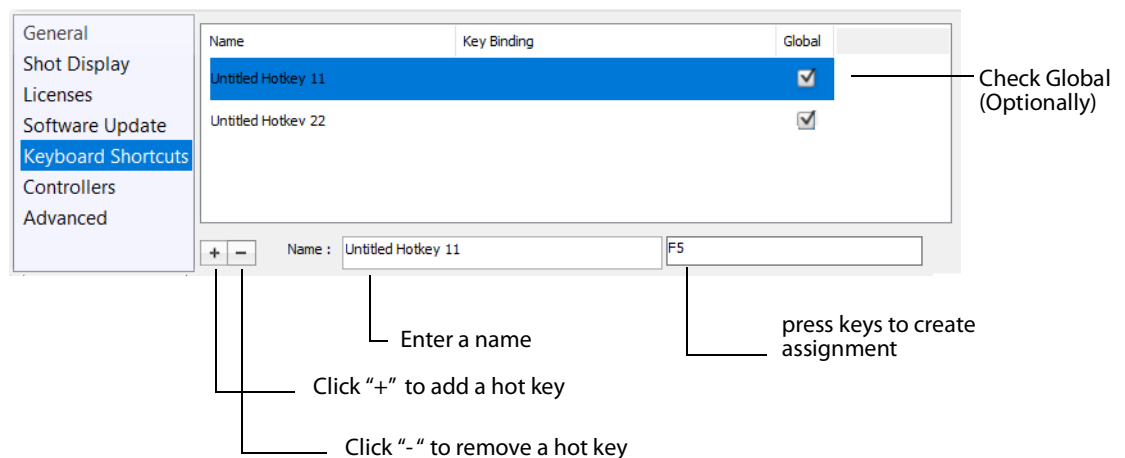 General
Shot Display
Licenses
Software Update
Keyboard Shortcuts
Controllers
Advanced
Name Key Binding Global
Untitled Hotkey 11
Untitled Hotkey 22
Check Global
(Optionally)
+ - Name : Untitled Hotkey 11 F5
Enter a name
press keys to create
assignment
Click “+” to add a hot key
Click “- “ to remove a hot key